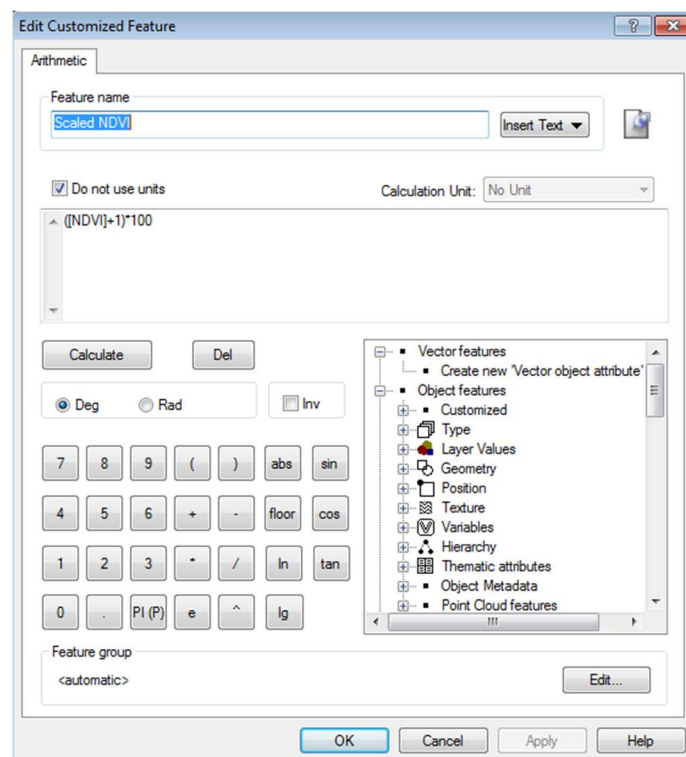 Edit Customized Feature
Arithmetic
Feature name
Scaled NDVI
Insert Text
Do not use units
Calculation Unit: No Unit
([NDVI]+1)*100
Calculate Del
Deg Rad Inv
7 8 9 ( ) abs sin
4 5 6 + - floor cos
1 2 3 * / ln tan
0 . PI (P) e ^ lg
Vector features
Create new 'Vector object attribute'
Object features
Customized
Type
Layer Values
Geometry
Position
Texture
Variables
Hierarchy
Thematic attributes
Object Metadata
Point Cloud features
Feature group
<automatic>
Edit...
OK Cancel Apply Help